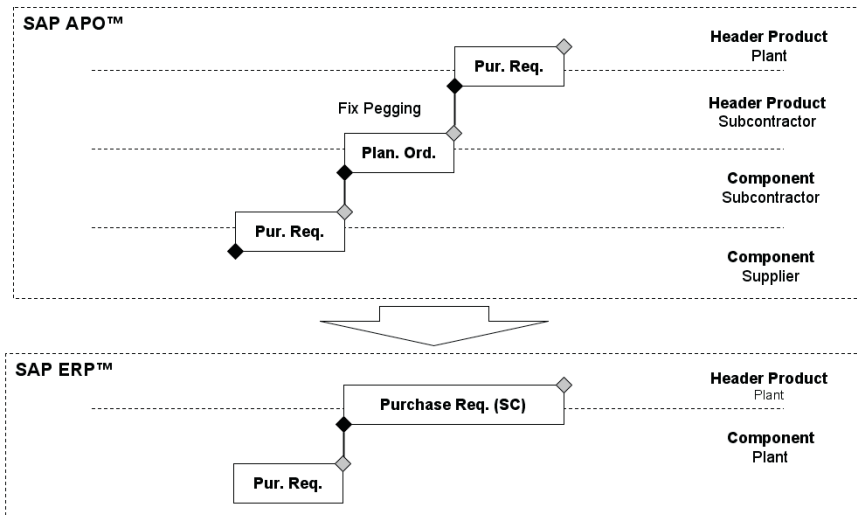 SAP APO™
Header Product
Plant
Pur. Req.
Fix Pegging
Header Product
Subcontractor
Plan. Ord.
Component
Subcontractor
Pur. Req.
Component
Supplier
SAP ERP™
Header Product
Plant
Purchase Req. (SC)
Component
Plant
Pur. Req.